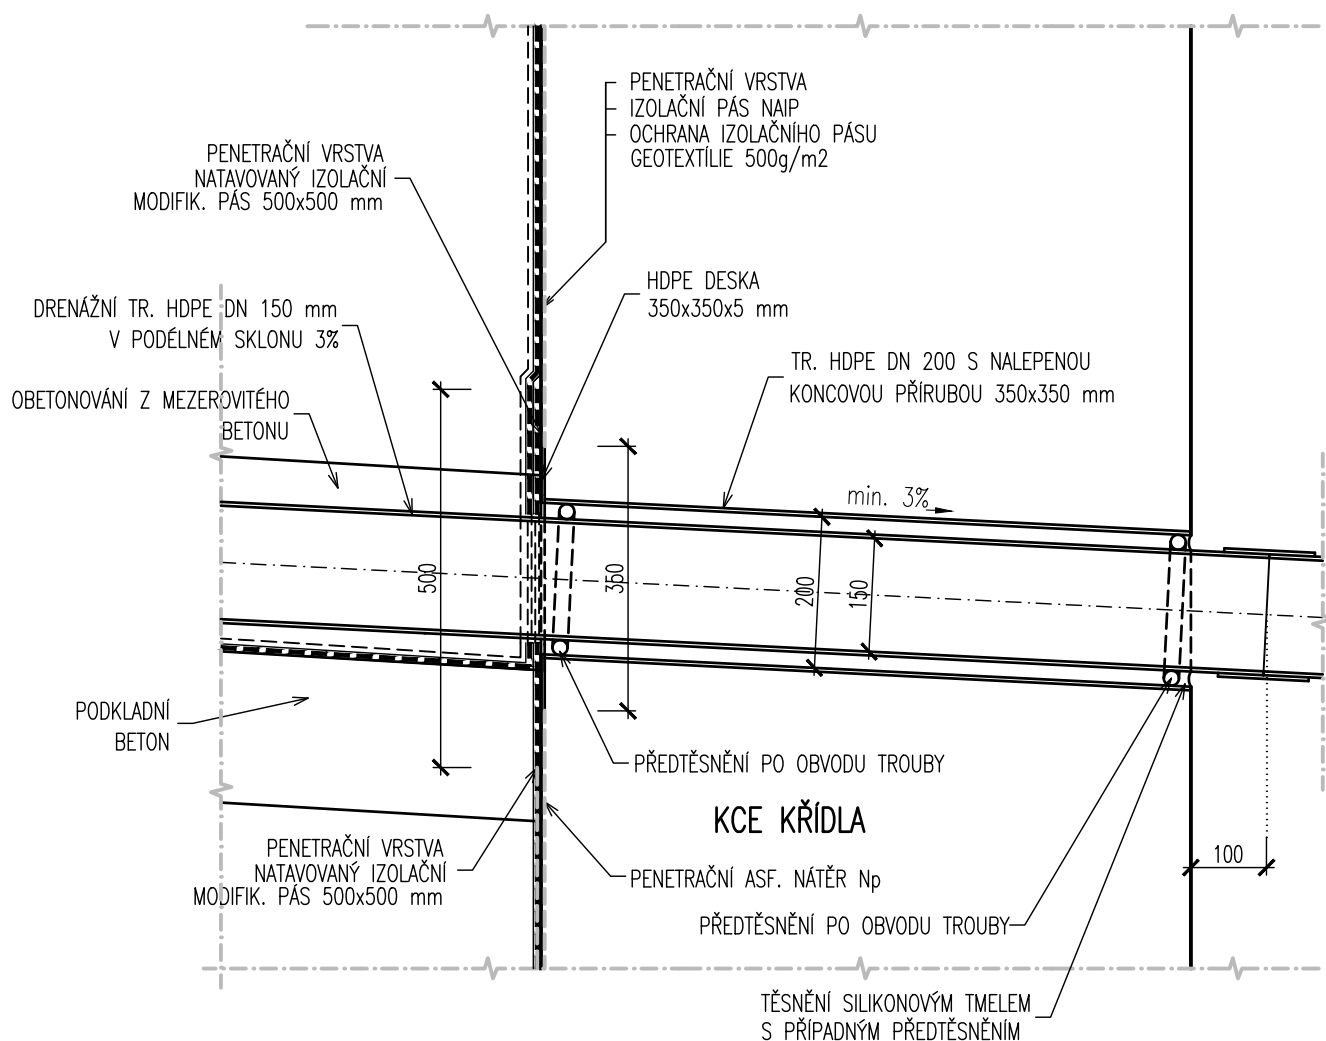 PENETRAČNÍ VRSTVA
IZOLAČNÍ PÁS NAIP
OCHRANA IZOLAČNÍHO PÁSU
GEOTEXTÍLIE 500g/m2
PENETRAČNÍ VRSTVA
NATAVOVANÝ IZOLAČNÍ
MODIFIK. PÁS 500x500 mm
HDPE DESKA
350x350x5 mm
DRENÁŽNÍ TR. HDPE DN 150 mm
V PODÉLNÉM SKLONU 3%
TR. HDPE DN 200 S NALEPENOU
KONCOVOU PŘÍRUBOU 350x350 mm
OBETONOVÁNÍ Z MEZEROVITÉHO
BETONU
min. 3%
500
350
200
150
PODKLADNÍ
BETON
PŘEDTĚSNĚNÍ PO OBVODU TROUBY
KCE KŘÍDLA
PENETRAČNÍ VRSTVA
NATAVOVANÝ IZOLAČNÍ
MODIFIK. PÁS 500x500 mm
PENETRAČNÍ ASF. NÁTĚR Np
100
PŘEDTĚSNĚNÍ PO OBVODU TROUBY
TĚSNĚNÍ SILIKONOVÝM TMELEM
S PŘÍPADNÝM PŘEDTĚSNĚNÍM